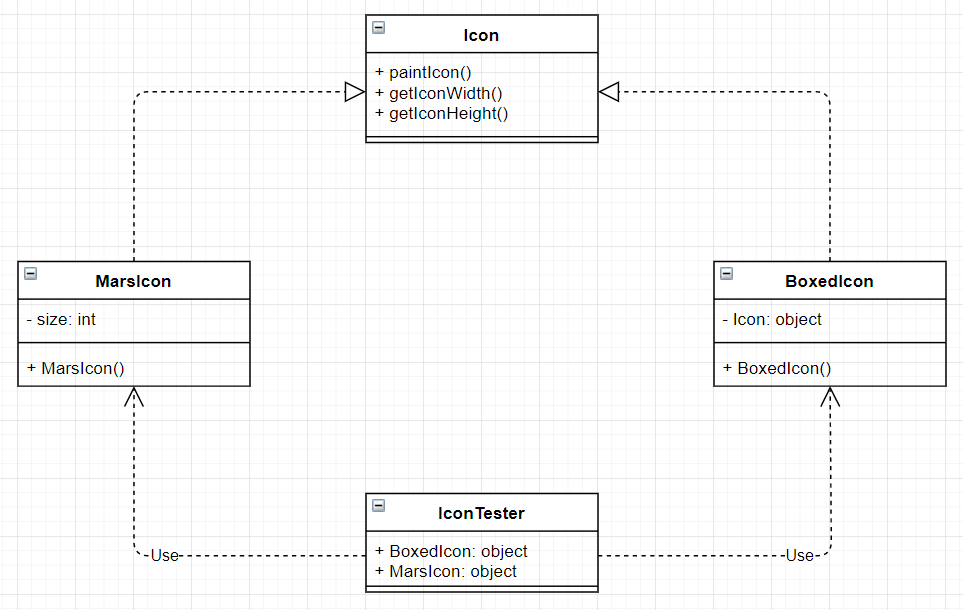 Icon
+ paintIcon()
+ getIconWidth()
+ getIconHeight()
MarsIcon
- size: int
+ MarsIcon()
BoxedIcon
- Icon: object
+ BoxedIcon()
IconTester
+ BoxedIcon: object
+ MarsIcon: object
Use
Use